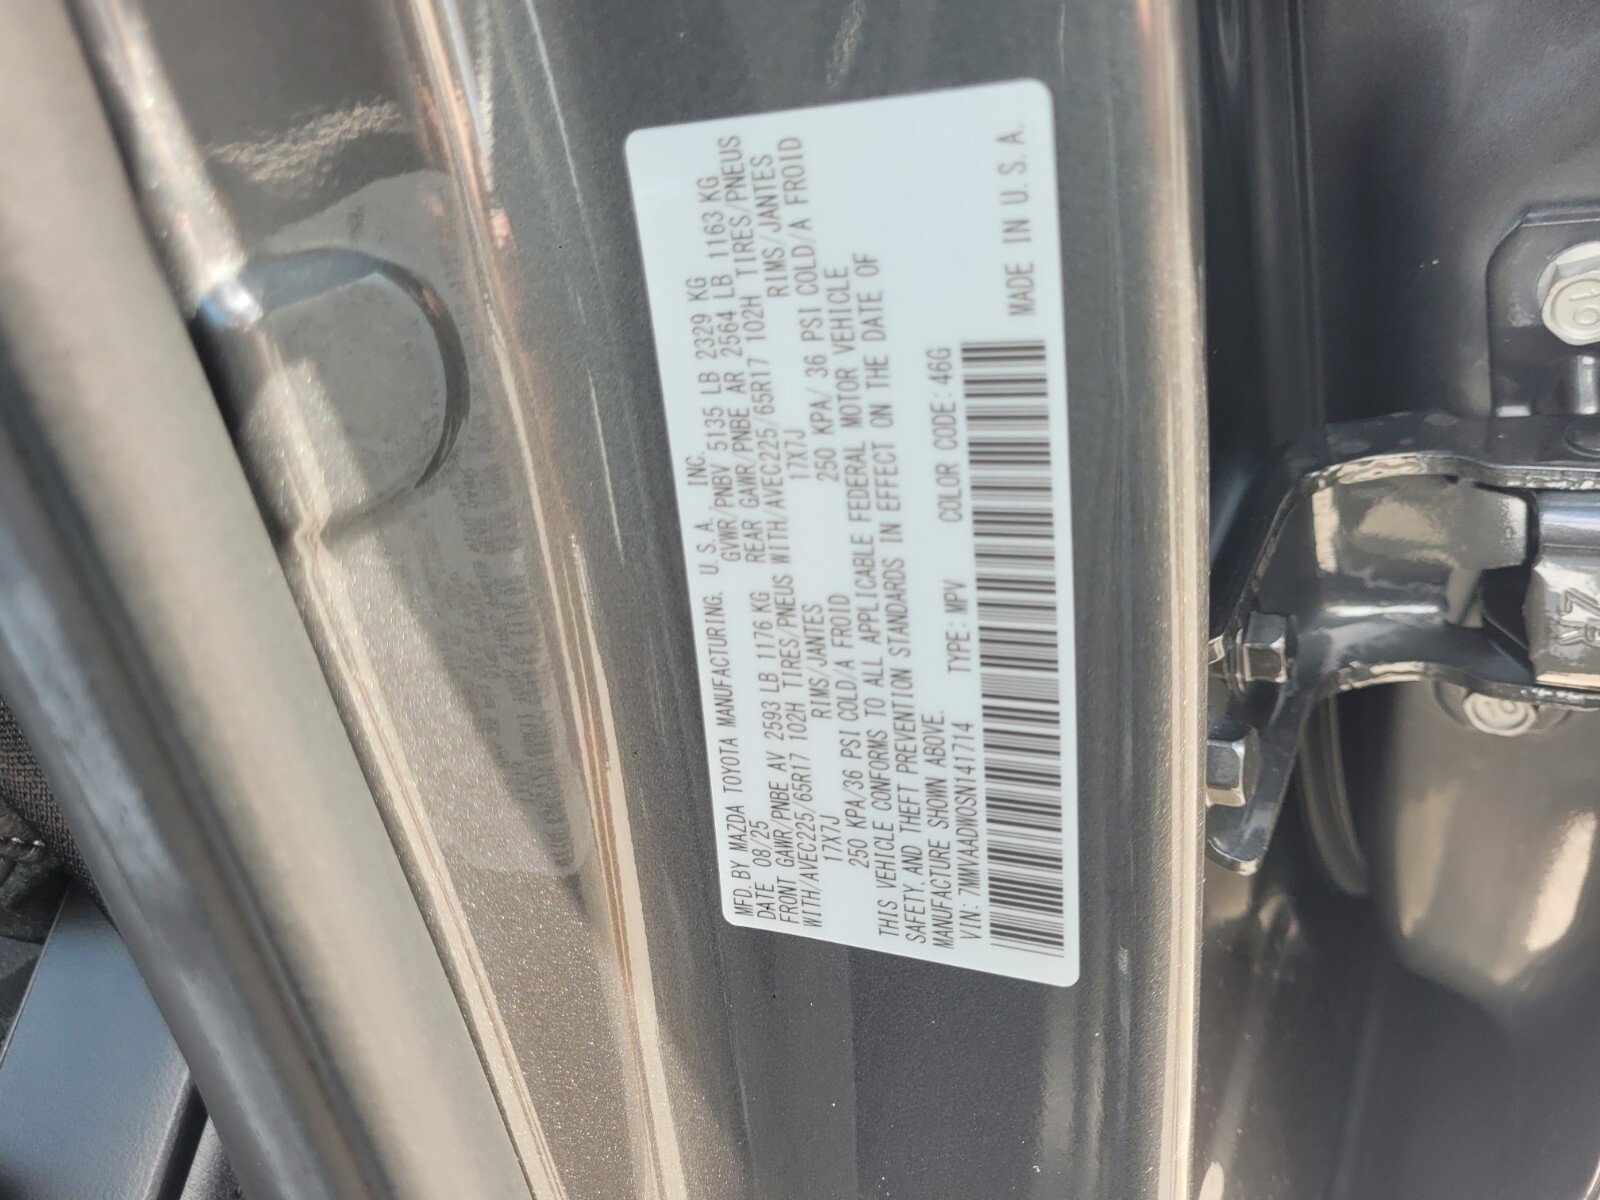 MFD. BY MAZDA TOYOTA MANUFACTURING. U. S. A., INC.
DATE 08/25 GVWR/PNBV 5135 LB 2329 KG
FRONT GAWR/PNBE AV 2593 LB 1176 KG REAR GAWR/PNBE AR 2564 LB 1163 KG
WITH/AVEC225/65R17 102H TIRES/PNEUS WITH/AVEC225/65R17 102H TIRES/PNEUS
17X7J RIMS/JANTES 17X7J RIMS/JANTES
250 KPA/36 PSI COLD/A FROID 250 KPA/ 36 PSI COLD/A FROID
THIS VEHICLE CONFORMS TO ALL APPLICABLE FEDERAL MOTOR VEHICLE
SAFETY, AND THEFT PREVENTION STANDARDS IN EFFECT ON THE DATE OF
MANUFACTURE SHOWN ABOVE.
VIN: 7MMVAADW0SN141714 TYPE: MPV COLOR CODE: 46G
MADE IN U. S. A.